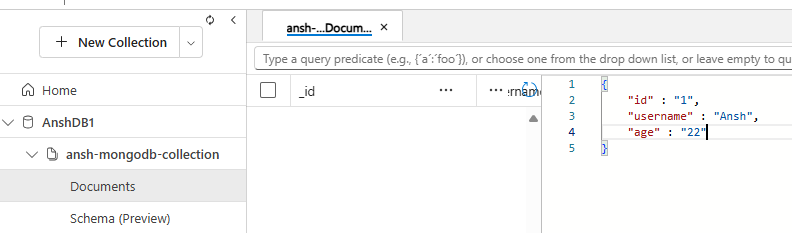 + New Collection
ansh-...Docum... ×
Type a query predicate (e.g., {´a´:´foo´}), or choose one from the drop down list, or leave empty to qu
Home
AnshDB1
ansh-mongodb-collection
Documents
Schema (Preview)
_id ... ...
1 {
2 "id" : "1",
3 "username" : "Ansh",
4 "age" : "22"
5 }